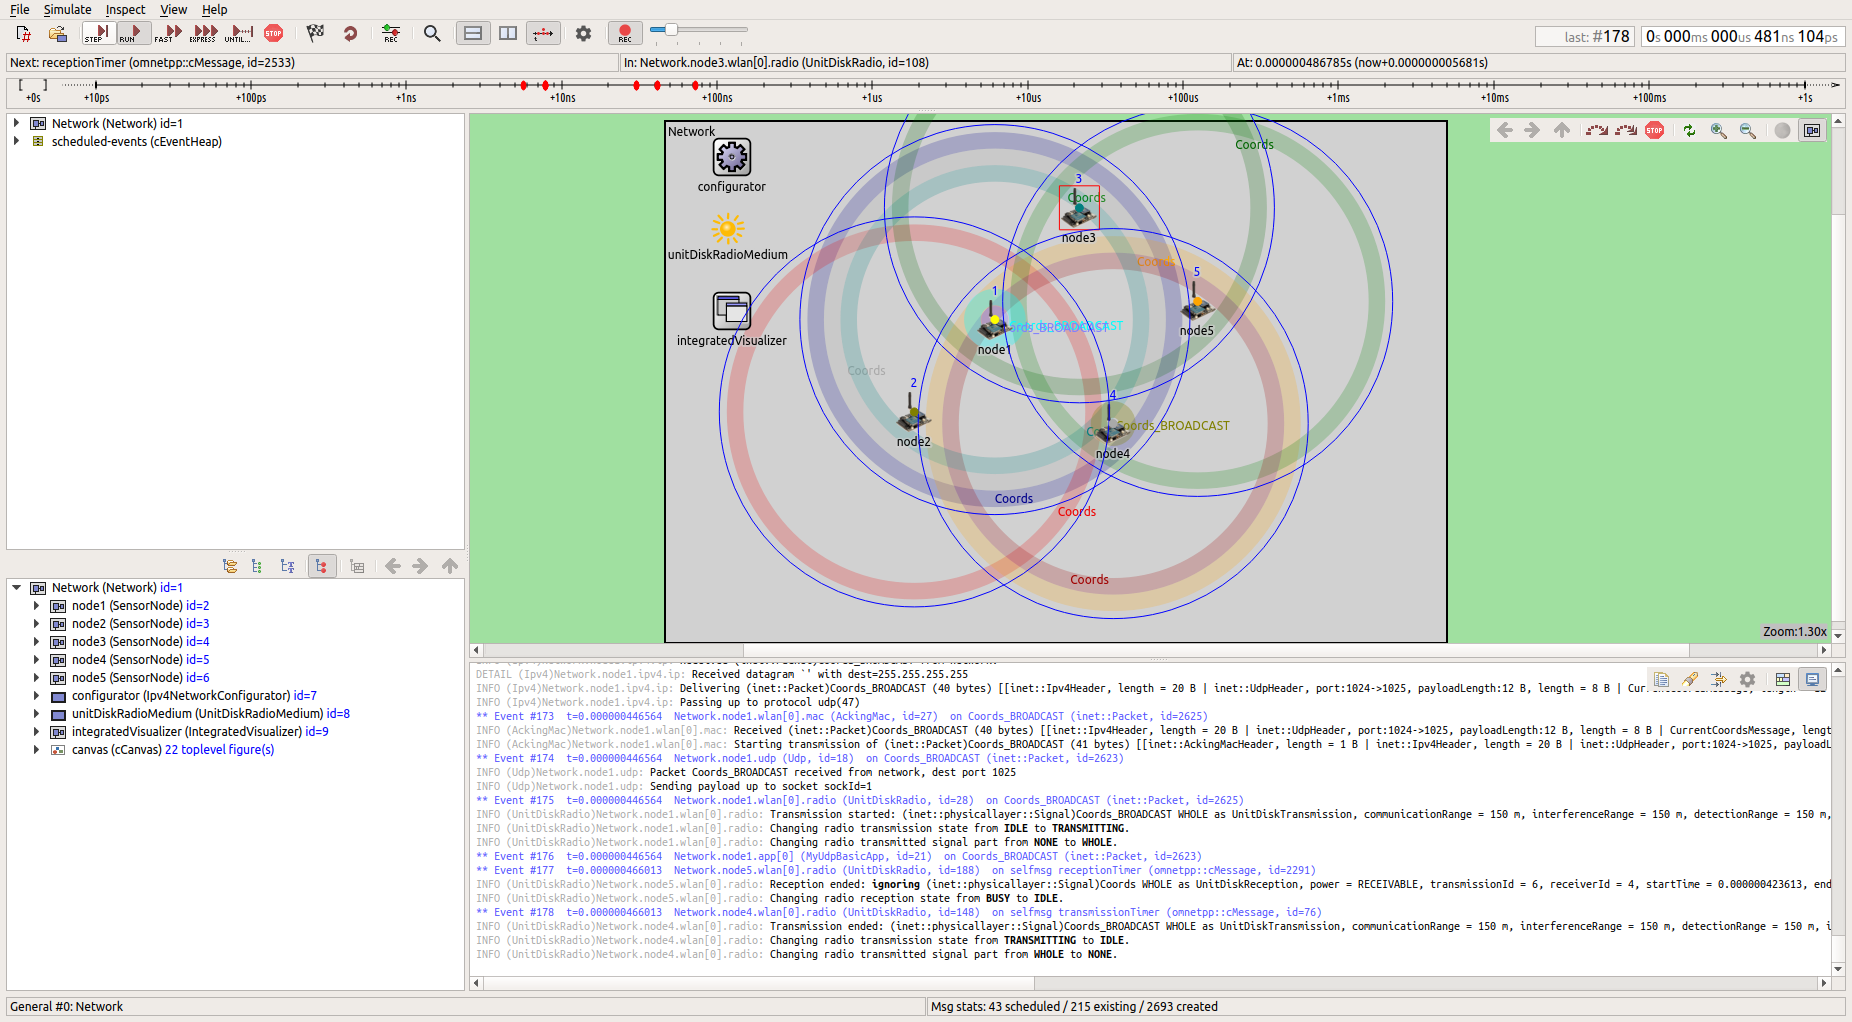 File Simulate Inspect View Help
STEP RUN FAST EXPRESS UNTIL... STOP REC REC
last: #178 0s 000ms 000us 481ns 104ps
Next: receptionTimer (omnetpp::cMessage, id=2533) In: Network.node3.wlan[0].radio (UnitDiskRadio, id=108) At: 0.000000486785s (now+0.000000005681s)
+0s +10ps +100ps +1ns +10ns +100ns +1us +10us +100us +1ms +10ms +100ms +1s
Network (Network) id=1
scheduled-events (cEventHeap)
Network (Network) id=1
node1 (SensorNode) id=2
node2 (SensorNode) id=3
node3 (SensorNode) id=4
node4 (SensorNode) id=5
node5 (SensorNode) id=6
configurator (Ipv4NetworkConfigurator) id=7
unitDiskRadioMedium (UnitDiskRadioMedium) id=8
integratedVisualizer (IntegratedVisualizer) id=9
canvas (cCanvas) 22 toplevel figure(s)
Network
configurator
unitDiskRadioMedium
integratedVisualizer
STOP
Coords
3
Coords
node3
Coords
5
node5
1
node1
Coords
2
node2
4
Coords_BROADCAST
node4
Coords
Coords
Coords
Zoom:1.30x
DETAIL (Ipv4)Network.node1.ipv4.ip: Received datagram `' with dest=255.255.255.255
INFO (Ipv4)Network.node1.ipv4.ip: Delivering (inet::Packet)Coords_BROADCAST (40 bytes) [[inet::Ipv4Header, length = 20 B | inet::UdpHeader, port:1024->1025, payloadLength:12 B, length = 8 B |
INFO (Ipv4)Network.node1.ipv4.ip: Passing up to protocol udp(47)
** Event #173 t=0.000000446564 Network.node1.wlan[0].mac (AckingMac, id=27) on Coords_BROADCAST (inet::Packet, id=2625)
INFO (AckingMac)Network.node1.wlan[0].mac: Received (inet::Packet)Coords_BROADCAST (40 bytes) [[inet::Ipv4Header, length = 20 B | inet::UdpHeader, port:1024->1025, payloadLength:12 B, length = 8 B | CurrentCoordsMessage, lengt
INFO (AckingMac)Network.node1.wlan[0].mac: Starting transmission of (inet::Packet)Coords_BROADCAST (41 bytes) [[inet::AckingMacHeader, length = 1 B | inet::Ipv4Header, length = 20 B | inet::UdpHeader, port:1024->1025, payloadL
** Event #174 t=0.000000446564 Network.node1.udp (Udp, id=18) on Coords_BROADCAST (inet::Packet, id=2623)
INFO (Udp)Network.node1.udp: Packet Coords_BROADCAST received from network, dest port 1025
INFO (Udp)Network.node1.udp: Sending payload up to socket sockId=1
** Event #175 t=0.000000446564 Network.node1.wlan[0].radio (UnitDiskRadio, id=28) on Coords_BROADCAST (inet::Packet, id=2625)
INFO (UnitDiskRadio)Network.node1.wlan[0].radio: Transmission started: (inet::physicallayer::Signal)Coords_BROADCAST WHOLE as UnitDiskTransmission, communicationRange = 150 m, interferenceRange = 150 m, detectionRange = 150 m,
INFO (UnitDiskRadio)Network.node1.wlan[0].radio: Changing radio transmission state from IDLE to TRANSMITTING.
INFO (UnitDiskRadio)Network.node1.wlan[0].radio: Changing radio transmitted signal part from NONE to WHOLE.
** Event #176 t=0.000000446564 Network.node1.app[0] (MyUdpBasicApp, id=21) on Coords_BROADCAST (inet::Packet, id=2623)
** Event #177 t=0.000000466013 Network.node5.wlan[0].radio (UnitDiskRadio, id=188) on selfmsg receptionTimer (omnetpp::cMessage, id=2291)
INFO (UnitDiskRadio)Network.node5.wlan[0].radio: Reception ended: ignoring (inet::physicallayer::Signal)Coords WHOLE as UnitDiskReception, power = RECEIVABLE, transmissionId = 6, receiverId = 4, startTime = 0.000000423613, end
INFO (UnitDiskRadio)Network.node5.wlan[0].radio: Changing radio reception state from BUSY to IDLE.
** Event #178 t=0.000000466013 Network.node4.wlan[0].radio (UnitDiskRadio, id=148) on selfmsg transmissionTimer (omnetpp::cMessage, id=76)
INFO (UnitDiskRadio)Network.node4.wlan[0].radio: Transmission ended: (inet::physicallayer::Signal)Coords_BROADCAST WHOLE as UnitDiskTransmission, communicationRange = 150 m, interferenceRange = 150 m, detectionRange = 150 m, i
INFO (UnitDiskRadio)Network.node4.wlan[0].radio: Changing radio transmission state from TRANSMITTING to IDLE.
INFO (UnitDiskRadio)Network.node4.wlan[0].radio: Changing radio transmitted signal part from WHOLE to NONE.
General #0: Network Msg stats: 43 scheduled / 215 existing / 2693 created